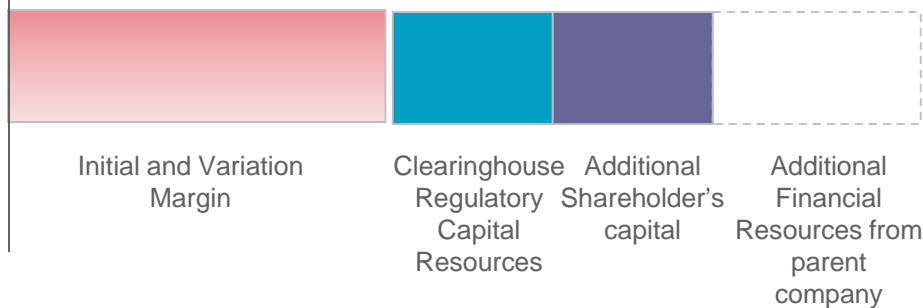 Initial and Variation
Margin
Clearinghouse
Regulatory
Capital
Resources
Additional
Shareholder’s
capital
Additional
Financial
Resources from
parent
company